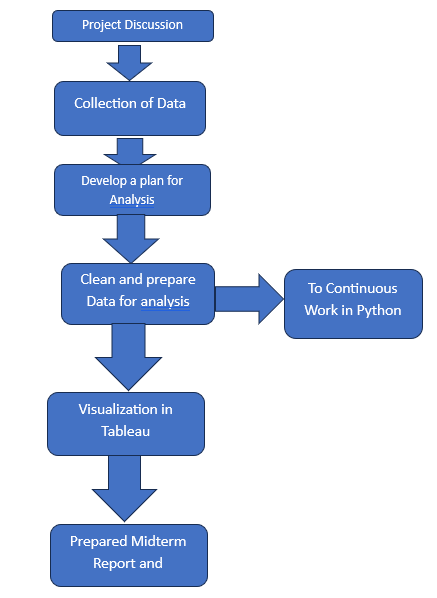 Project Discussion
Collection of Data
Develop a plan for
Analysis
Clean and prepare
Data for analysis
To Continuous
Work in Python
Visualization in
Tableau
Prepared Midterm
Report and